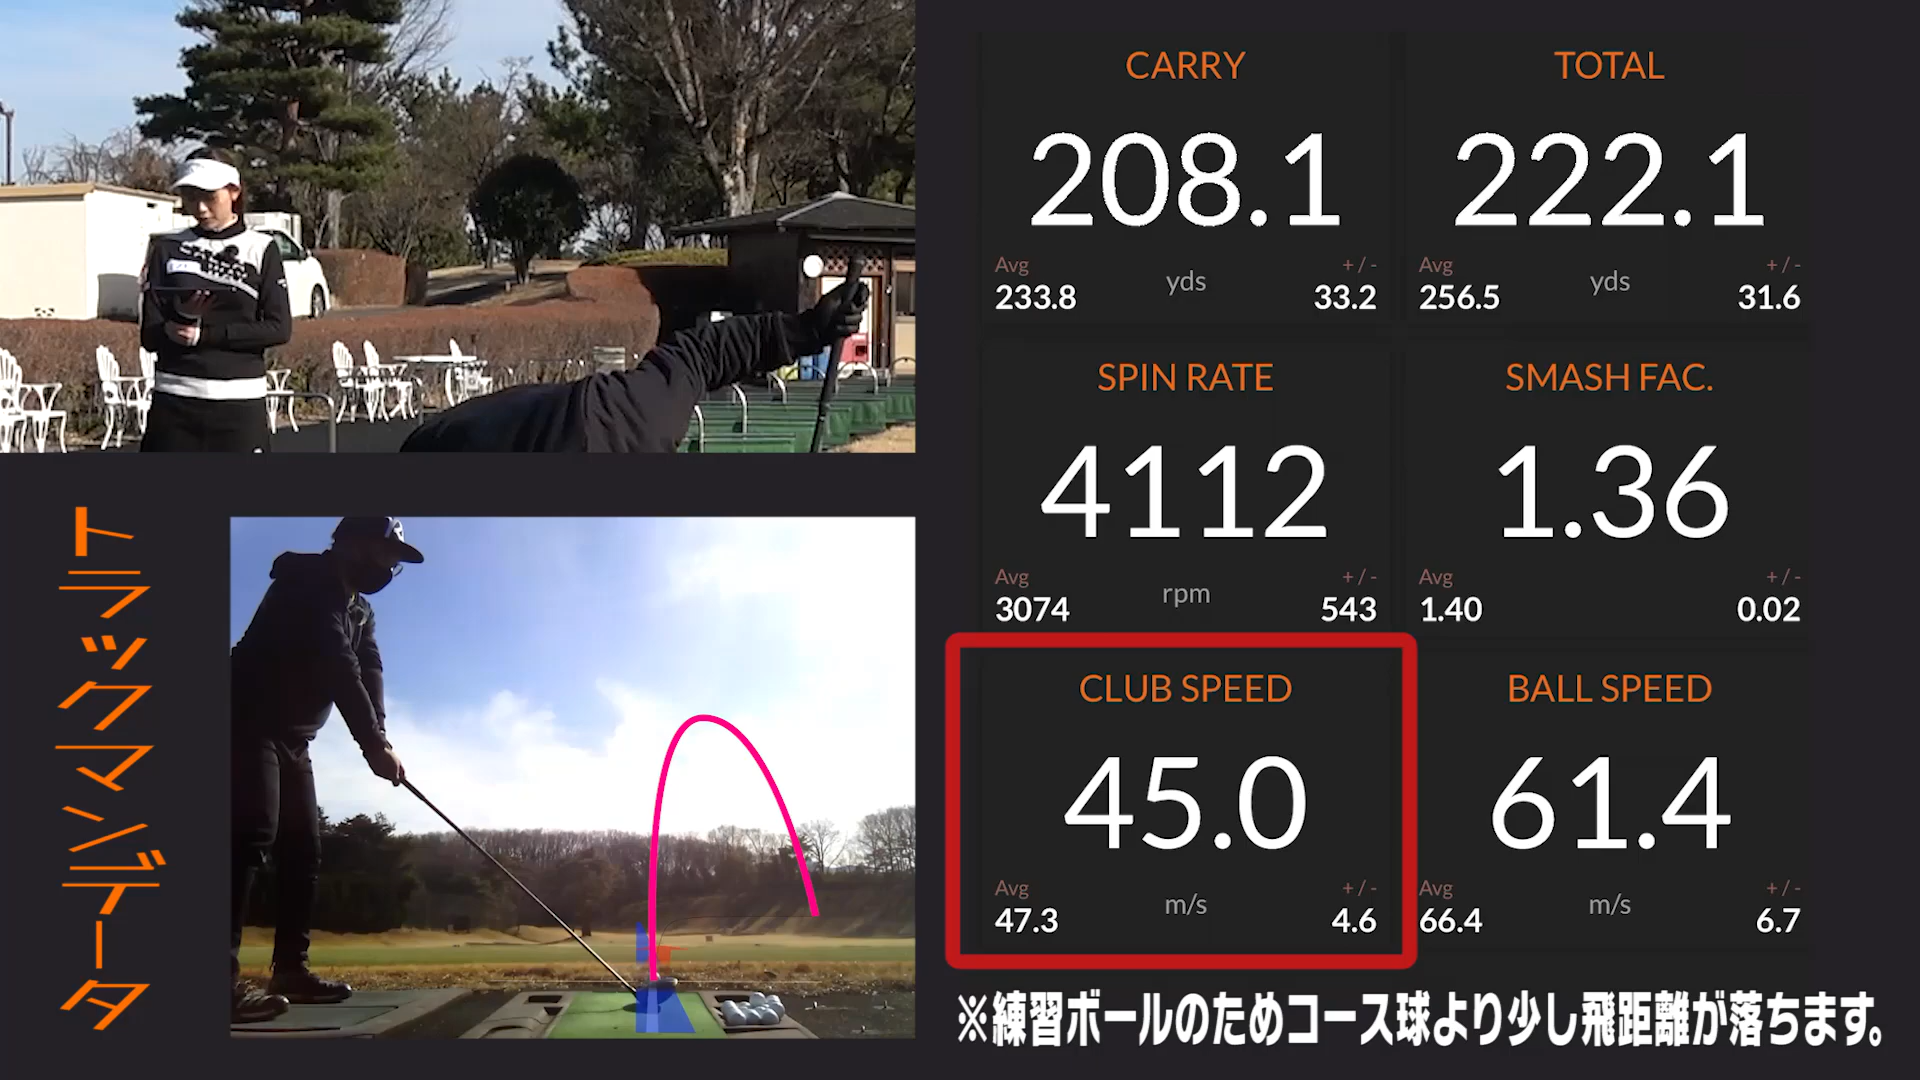 CARRY
208.1
Avg
233.8
yds
+ / -
33.2
TOTAL
222.1
Avg
256.5
yds
+ / -
31.6
SPIN RATE
4112
Avg
3074
rpm
+ / -
543
SMASH FAC.
1.36
Avg
1.40
+ / -
0.02
CLUB SPEED
45.0
Avg
47.3
m/s
+ / -
4.6
BALL SPEED
61.4
Avg
66.4
m/s
+ / -
6.7
トラックマンデータ
※練習ボールのためコース球より少し飛距離が落ちます。